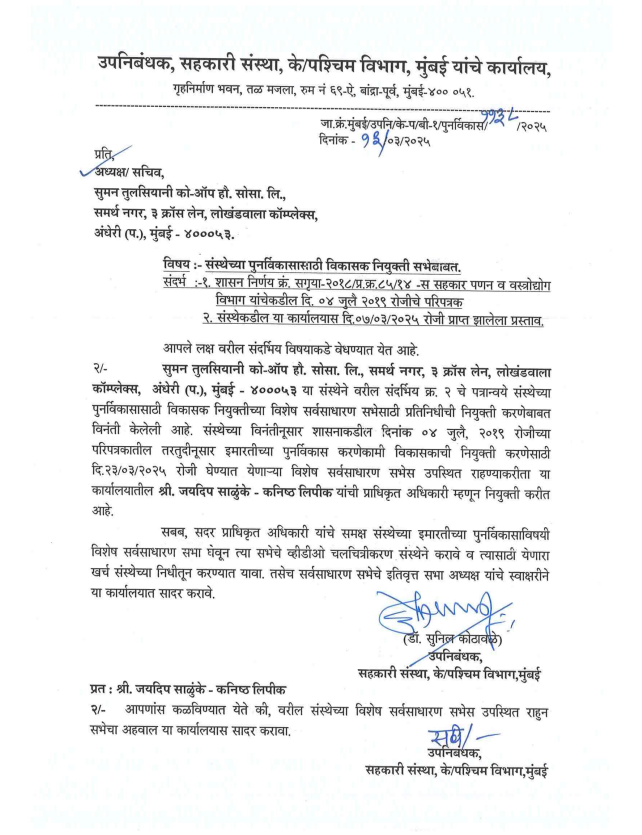 उपनिबंधक, सहकारी संस्था, के/पश्चिम विभाग, मुंबई यांचे कार्यालय,
गृहनिर्माण भवन, तळ मजला, रुम नं ६९-ऐ, बांद्रा-पूर्व, मुंबई-४०० ०५१.
जा.क्रं.मुंबई/उपनि/के-प/बी-१/पुनर्विकास/११३८/२०२५
दिनांक - १३/०३/२०२५
प्रति,
अध्यक्ष/ सचिव,
सुमन तुलसियानी को-ऑप हौ. सोसा. लि.,
समर्थ नगर, ३ क्रॉस लेन, लोखंडवाला कॉम्प्लेक्स,
अंधेरी (प.), मुंबई - ४०००५३.
विषय :- संस्थेच्या पुनर्विकासासाठी विकासक नियुक्ती सभेबाबत.
संदर्भ :-१. शासन निर्णय क्रं. सगृया-२०१८/प्र.क्र.८५/१४ -स सहकार पणन व वस्त्रोद्योग
विभाग यांचेकडील दि. ०४ जुलै २०१९ रोजीचे परिपत्रक
२. संस्थेकडील या कार्यालयास दि.०७/०३/२०२५ रोजी प्राप्त झालेला प्रस्ताव.
आपले लक्ष वरील संदर्भिय विषयाकडे वेधण्यात येत आहे.
२/- सुमन तुलसियानी को-ऑप हौ. सोसा. लि., समर्थ नगर, ३ क्रॉस लेन, लोखंडवाला
कॉम्प्लेक्स, अंधेरी (प.), मुंबई - ४०००५३ या संस्थेने वरील संदर्भिय क्र. २ चे पत्रान्वये संस्थेच्या
पुनर्विकासासाठी विकासक नियुक्तीच्या विशेष सर्वसाधारण सभेसाठी प्रतिनिधीची नियुक्ती करणेबाबत
विनंती केलेली आहे. संस्थेच्या विनंतीनूसार शासनाकडील दिनांक ०४ जुलै, २०१९ रोजीच्या
परिपत्रकातील तरतुदीनूसार इमारतीच्या पुनर्विकास करणेकामी विकासकाची नियुक्ती करणेसाठी
दि.२३/०३/२०२५ रोजी घेण्यात येणाऱ्या विशेष सर्वसाधारण सभेस उपस्थित राहण्याकरीता या
कार्यालयातील श्री. जयदिप साळुंके - कनिष्ठ लिपीक यांची प्राधिकृत अधिकारी म्हणून नियुक्ती करीत
आहे.
सबब, सदर प्राधिकृत अधिकारी यांचे समक्ष संस्थेच्या इमारतीच्या पुनर्विकासाविषयी
विशेष सर्वसाधारण सभा घेवून त्या सभेचे व्हीडीओ चलचित्रीकरण संस्थेने करावे व त्यासाठी येणारा
खर्च संस्थेच्या निधीतून करण्यात यावा. तसेच सर्वसाधारण सभेचे इतिवृत्त सभा अध्यक्ष यांचे स्वाक्षरीने
या कार्यालयात सादर करावे.
(डॉ. सुनिल कोठावळे)
उपनिबंधक,
सहकारी संस्था, के/पश्चिम विभाग,मुंबई
प्रत : श्री. जयदिप साळुंके - कनिष्ठ लिपीक
२/- आपणांस कळविण्यात येते की, वरील संस्थेच्या विशेष सर्वसाधारण सभेस उपस्थित राहुन
सभेचा अहवाल या कार्यालयास सादर करावा.
सही/-
उपनिबंधक,
सहकारी संस्था, के/पश्चिम विभाग,मुंबई